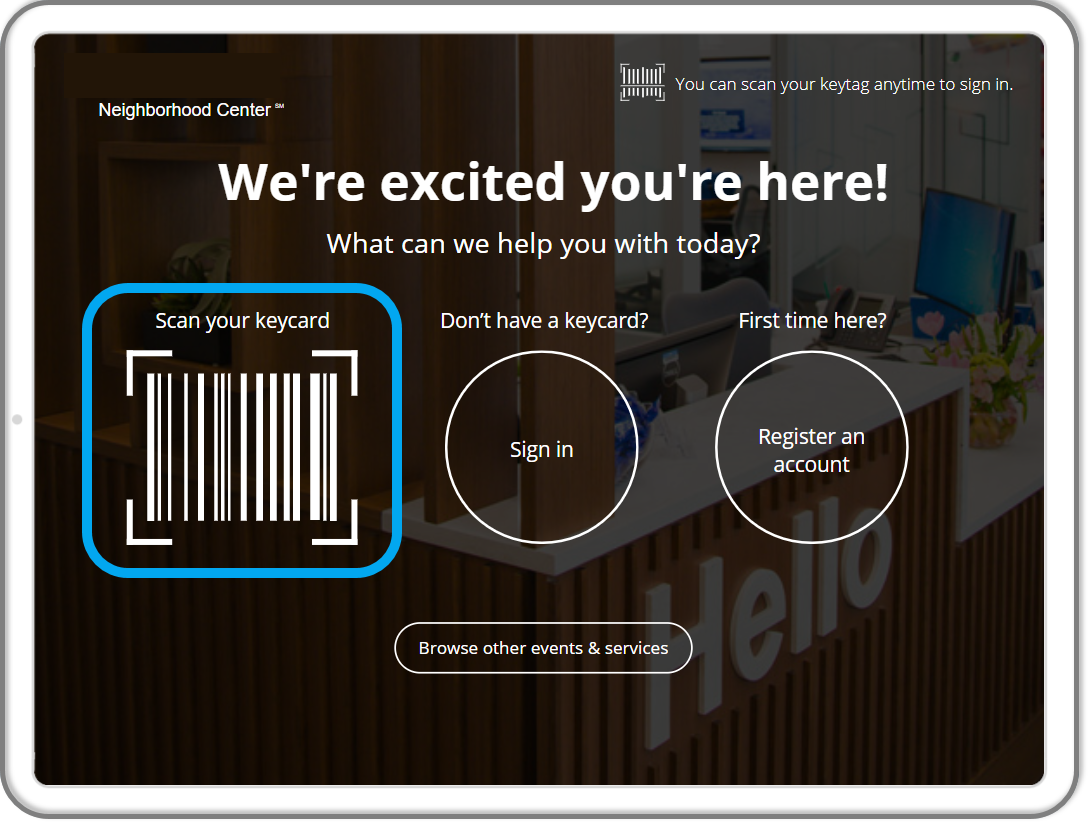 You can scan your keytag anytime to sign in.
Neighborhood Center ℠
We're excited you're here!
What can we help you with today?
Scan your keycard
Don’t have a keycard?
First time here?
Sign in
Register an
account
Hello
Browse other events & services